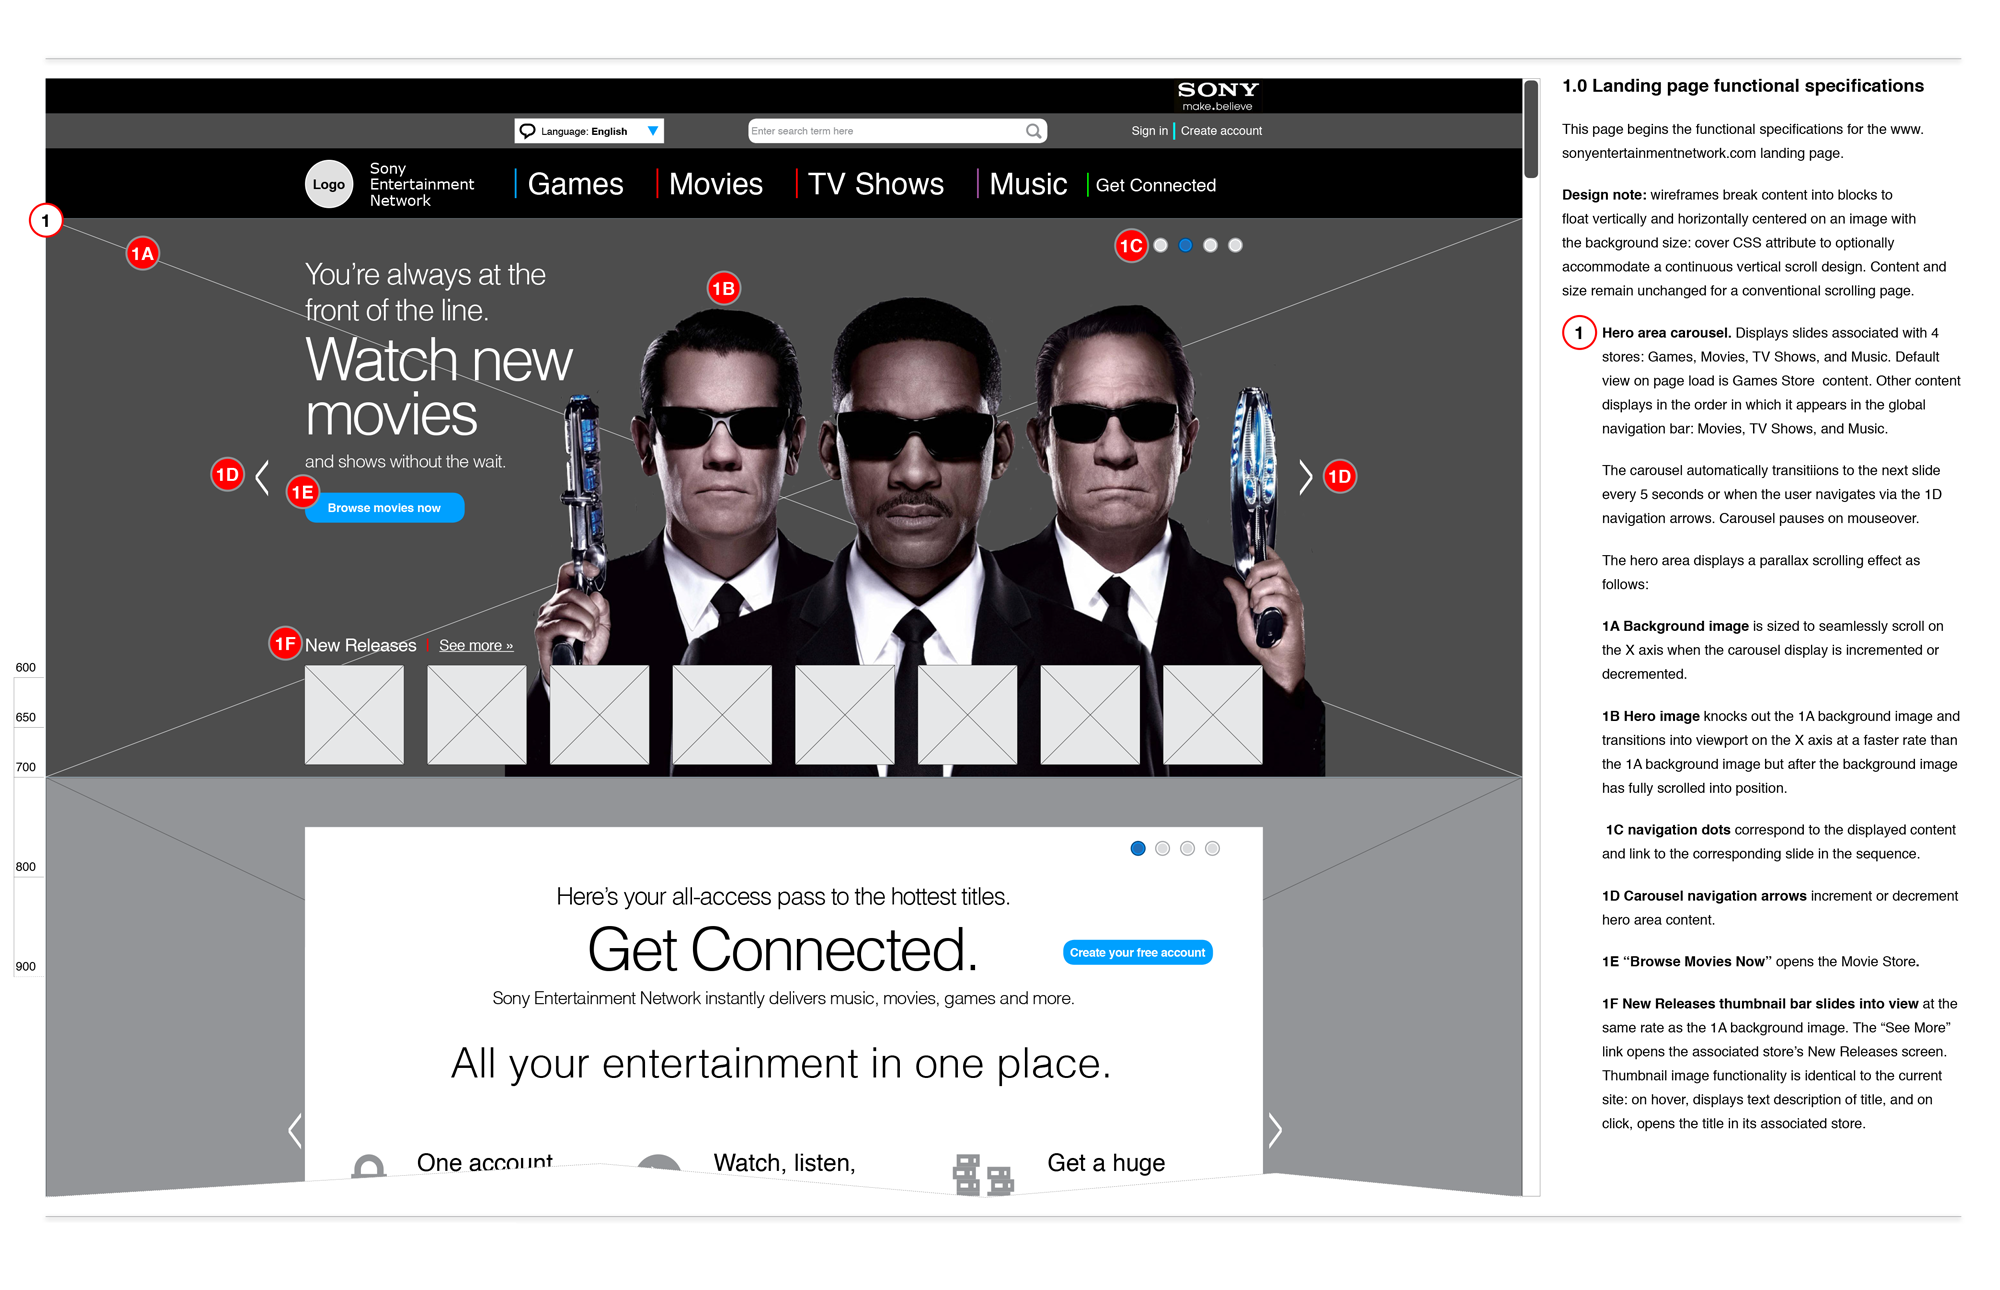 SONY
make.believe
Language: English
Enter search term here
Sign in
Create account
Logo
Sony
Entertainment
Network
Games
Movies
TV Shows
Music
Get Connected
1
1A
1C
1B
You're always at the
front of the line.
Watch new
movies
and shows without the wait.
1D
1D
1E
Browse movies now
1F
New Releases
See more »
600
650
700
800
900
Here's your all-access pass to the hottest titles.
Get Connected.
Create your free account
Sony Entertainment Network instantly delivers music, movies, games and more.
All your entertainment in one place.
One account
Watch, listen,
Get a huge
1.0 Landing page functional specifications
This page begins the functional specifications for the www.
sonyentertainmentnetwork.com landing page.
Design note: wireframes break content into blocks to
float vertically and horizontally centered on an image with
the background size: cover CSS attribute to optionally
accommodate a continuous vertical scroll design. Content and
size remain unchanged for a conventional scrolling page.
1
Hero area carousel. Displays slides associated with 4
stores: Games, Movies, TV Shows, and Music. Default
view on page load is Games Store content. Other content
displays in the order in which it appears in the global
navigation bar: Movies, TV Shows, and Music.
The carousel automatically transitiions to the next slide
every 5 seconds or when the user navigates via the 1D
navigation arrows. Carousel pauses on mouseover.
The hero area displays a parallax scrolling effect as
follows:
1A Background image is sized to seamlessly scroll on
the X axis when the carousel display is incremented or
decremented.
1B Hero image knocks out the 1A background image and
transitions into viewport on the X axis at a faster rate than
the 1A background image but after the background image
has fully scrolled into position.
1C navigation dots correspond to the displayed content
and link to the corresponding slide in the sequence.
1D Carousel navigation arrows increment or decrement
hero area content.
1E “Browse Movies Now” opens the Movie Store.
1F New Releases thumbnail bar slides into view at the
same rate as the 1A background image. The “See More”
link opens the associated store's New Releases screen.
Thumbnail image functionality is identical to the current
site: on hover, displays text description of title, and on
click, opens the title in its associated store.